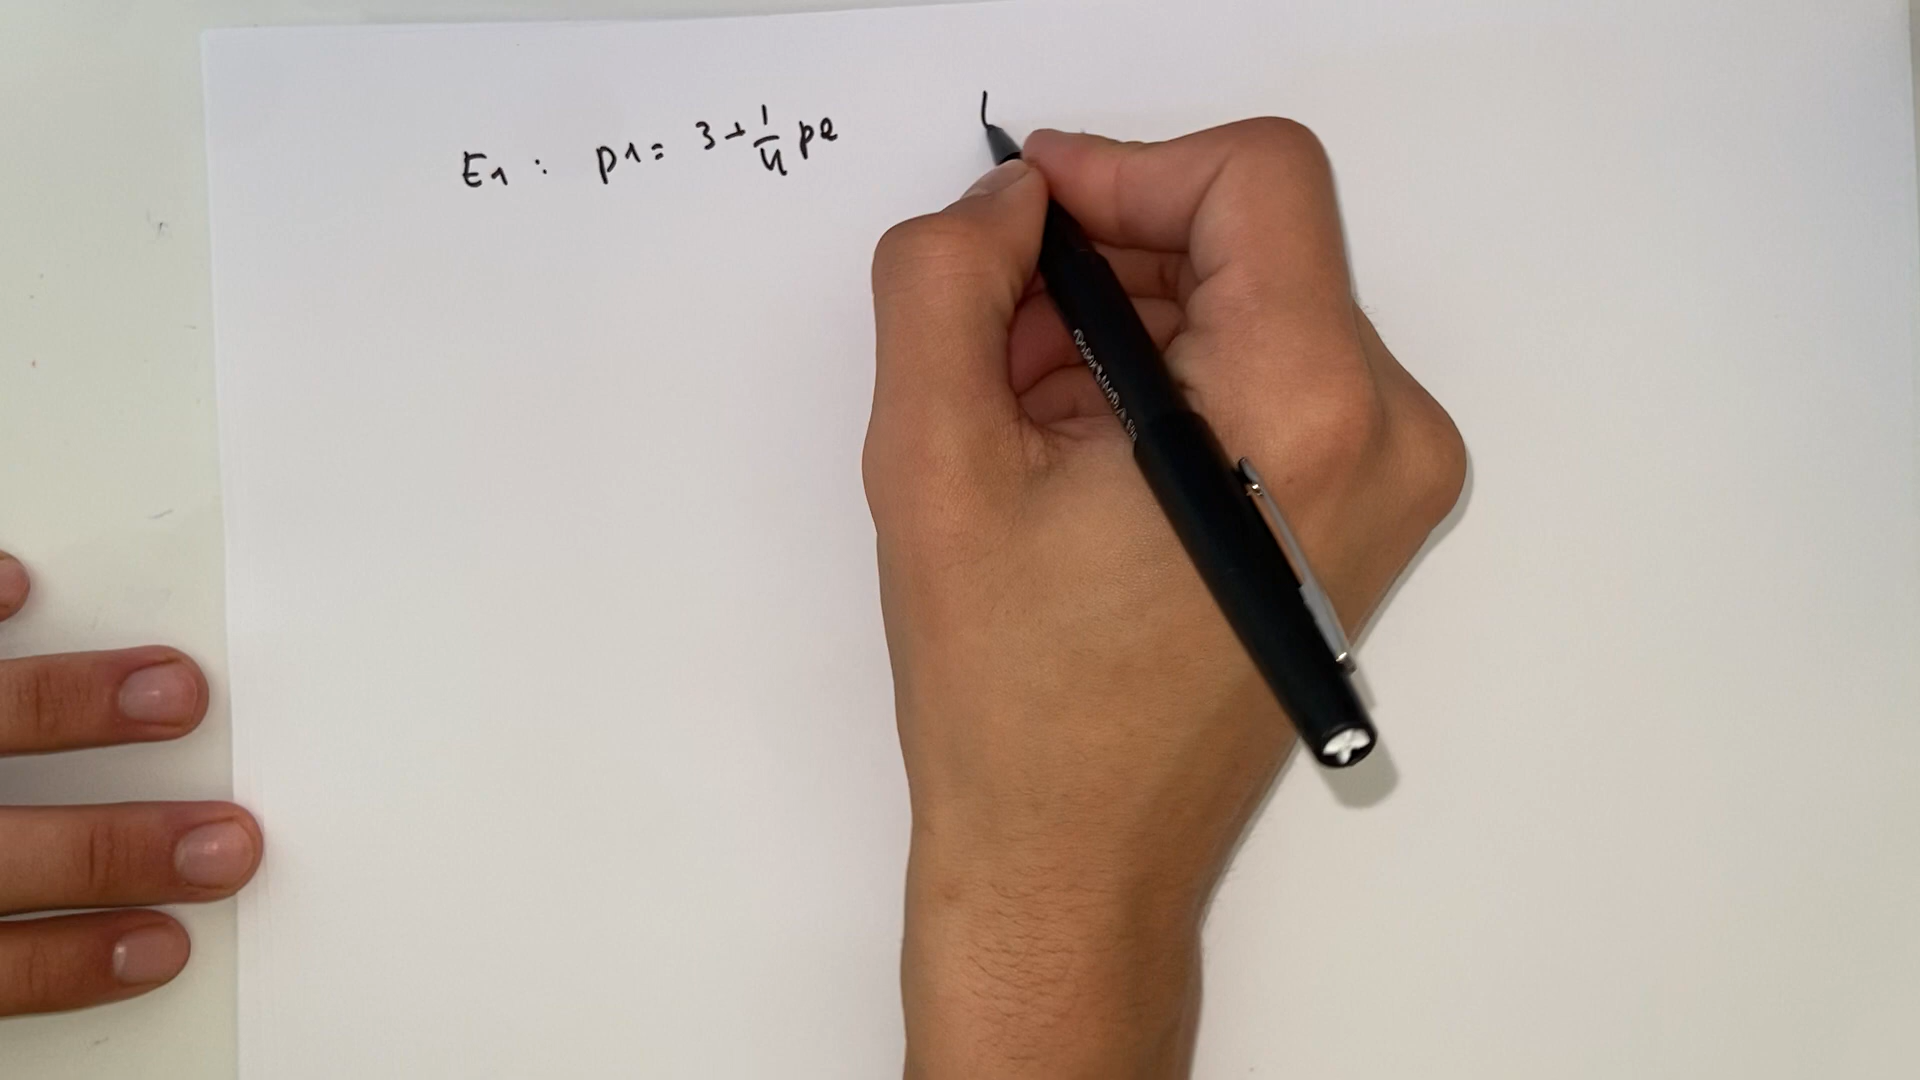 E1 : p1 = 3 + 1/4 pe